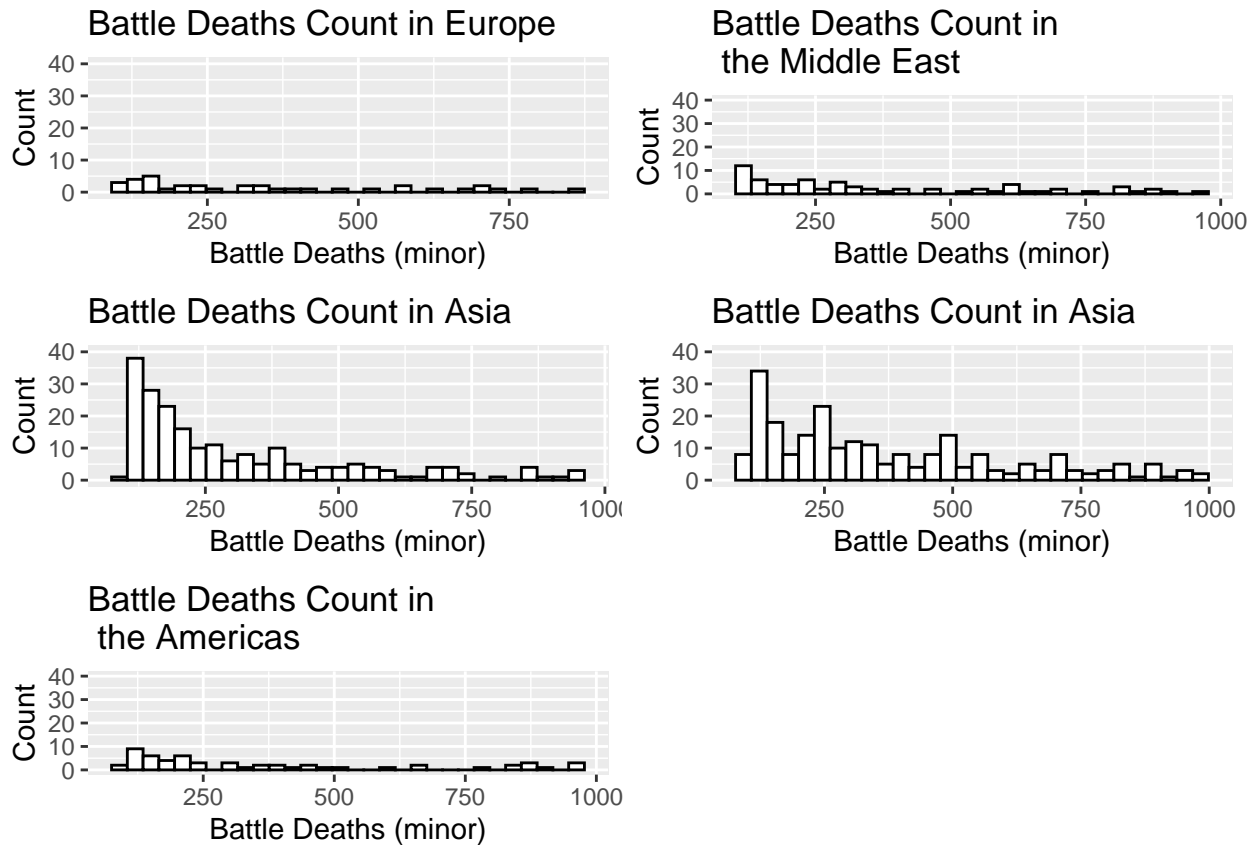 Battle Deaths Count in Europe
40
30
20
10
0
Count
250
500
750
Battle Deaths (minor)
Battle Deaths Count in
the Middle East
40
30
20
10
0
Count
250
500
750
1000
Battle Deaths (minor)
Battle Deaths Count in Asia
40
30
20
10
0
Count
250
500
750
1000
Battle Deaths (minor)
Battle Deaths Count in Asia
40
30
20
10
0
Count
250
500
750
1000
Battle Deaths (minor)
Battle Deaths Count in
the Americas
40
30
20
10
0
Count
250
500
750
1000
Battle Deaths (minor)